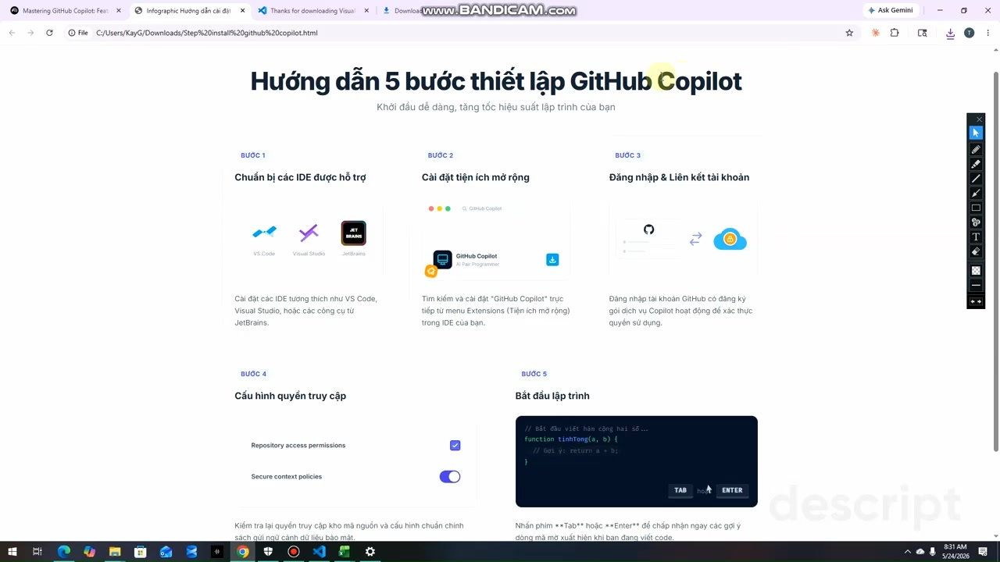 Mastering GitHub Copilot: Feat
Infographic Hướng dẫn cài đặt
Thanks for downloading Visual
Downlo
WWW.BANDICAM.COM
Ask Gemini
File
C:/Users/KayG/Downloads/Step%20install%20github%20copilot.html
T
Hướng dẫn 5 bước thiết lập GitHub Copilot
Khởi đầu dễ dàng, tăng tốc hiệu suất lập trình của bạn
BƯỚC 1
Chuẩn bị các IDE được hỗ trợ
JET
BRAINS
VS Code
Visual Studio
JetBrains
Cài đặt các IDE tương thích như VS Code,
Visual Studio, hoặc các công cụ từ
JetBrains.
BƯỚC 2
Cài đặt tiện ích mở rộng
GitHub Copilot
GitHub Copilot
AI Pair Programmer
Tìm kiếm và cài đặt "GitHub Copilot" trực
tiếp từ menu Extensions (Tiện ích mở rộng)
trong IDE của bạn.
BƯỚC 3
Đăng nhập & Liên kết tài khoản
Đăng nhập tài khoản GitHub có đăng ký
gói dịch vụ Copilot hoạt động để xác thực
quyền sử dụng.
BƯỚC 4
Cấu hình quyền truy cập
Repository access permissions
Secure context policies
Kiểm tra lại quyền truy cập kho mã nguồn và cấu hình chuẩn chính
sách gửi ngữ cảnh dữ liệu bảo mật.
BƯỚC 5
Bắt đầu lập trình
// Bắt đầu viết hàm cộng hai số...
function tinhTong(a, b) {
// Gợi ý: return a + b;
}
TAB
hoặc
ENTER
Nhấn phím **Tab** hoặc **Enter** để chấp nhận ngay các gợi ý
dòng mã mờ xuất hiện khi bạn đang viết code.
descript
8:31 AM
5/24/2026